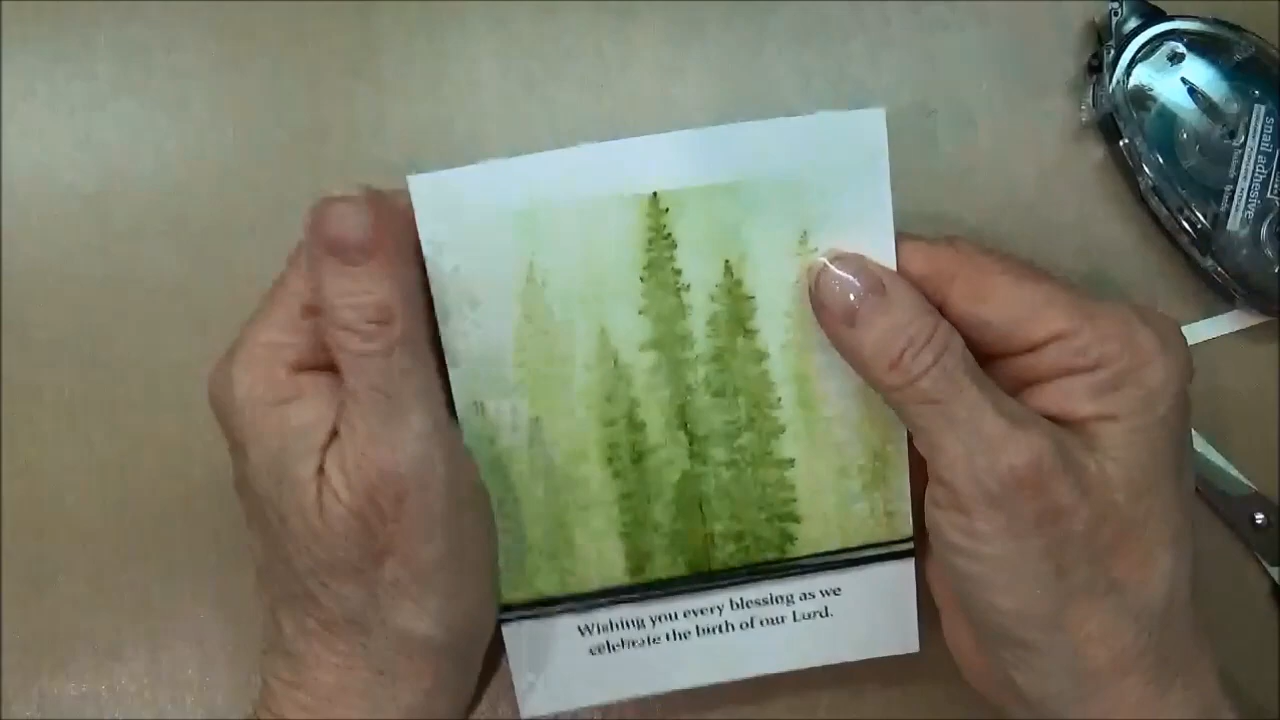 snail adhesive
Wishing you every blessing as we
celebrate the birth of our Lord.